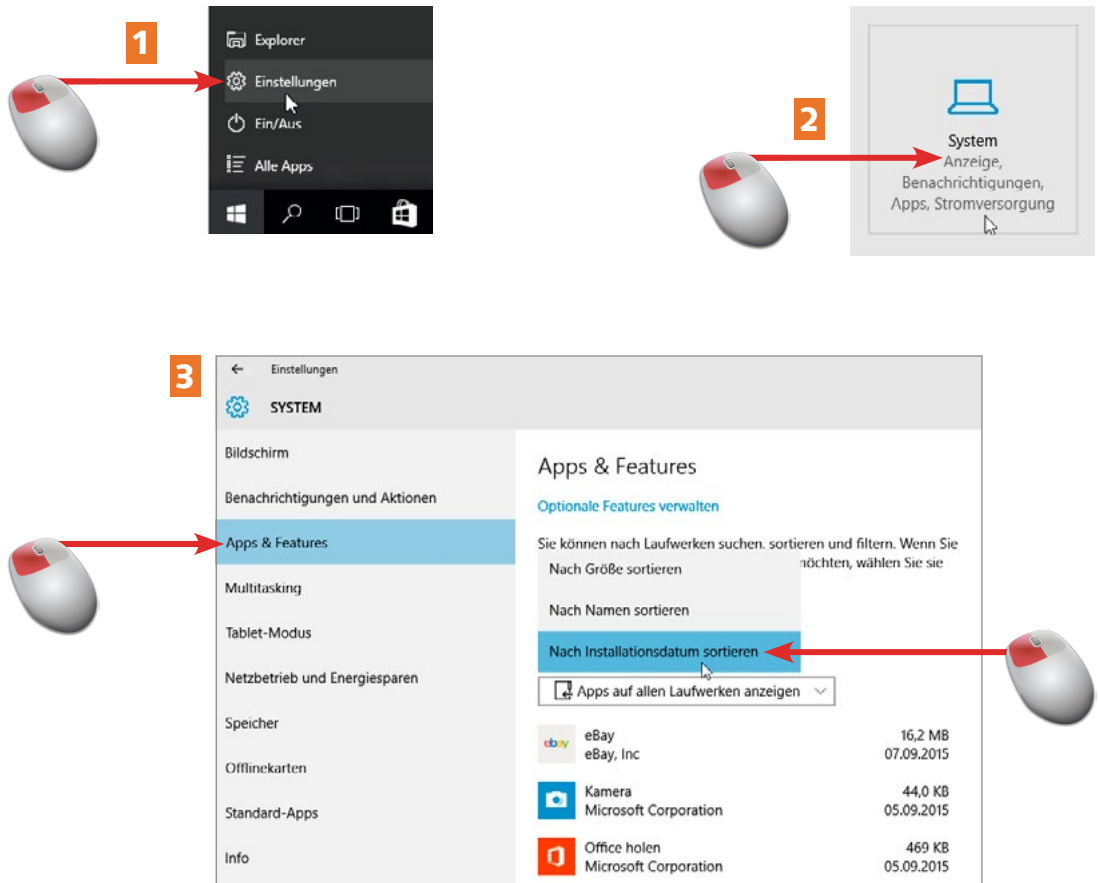 1
Explorer
Einstellungen
Ein/Aus
Alle Apps
2
System
Anzeige,
Benachrichtigungen,
Apps, Stromversorgung
3
Einstellungen
SYSTEM
Bildschirm
Benachrichtigungen und Aktionen
Apps & Features
Multitasking
Tablet-Modus
Netzbetrieb und Energiesparen
Speicher
Offlinekarten
Standard-Apps
Info
Apps & Features
Optionale Features verwalten
Sie können nach Laufwerken suchen, sortieren und filtern. Wenn Sie
möchten, wählen Sie sie
Nach Größe sortieren
Nach Namen sortieren
Nach Installationsdatum sortieren
Apps auf allen Laufwerken anzeigen
ebay
eBay 16,2 MB
eBay, Inc 07.09.2015
Kamera 44,0 KB
Microsoft Corporation 05.09.2015
Office holen 469 KB
Microsoft Corporation 05.09.2015